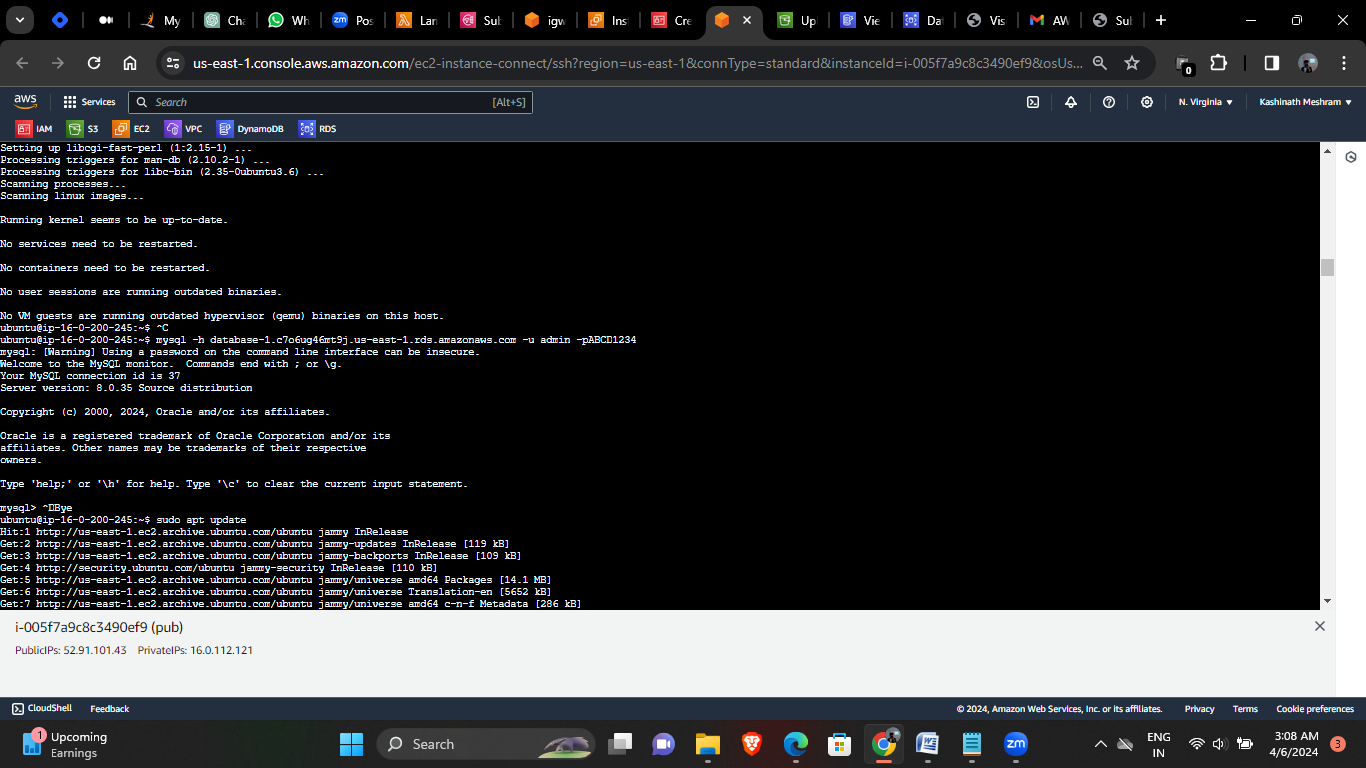 My
Cha
Wh
Pos
Lar
Sub
igw
Inst
Cre
Up
Vie
Da
Vis
AW
Sul
us-east-1.console.aws.amazon.com/ec2-instance-connect/ssh?region=us-east-1&connType=standard&instanceId=i-005f7a9c8c3490ef9&osUs...
0
aws
Services
Search
[Alt+S]
N. Virginia
Kashinath Meshram
IAM
S3
EC2
VPC
DynamoDB
RDS
Setting up libcgi-fast-perl (1:2.15-1) ...
Processing triggers for man-db (2.10.2-1) ...
Processing triggers for libc-bin (2.35-0ubuntu3.6) ...
Scanning processes...
Scanning linux images...
Running kernel seems to be up-to-date.
No services need to be restarted.
No containers need to be restarted.
No user sessions are running outdated binaries.
No VM guests are running outdated hypervisor (qemu) binaries on this host.
ubuntu@ip-16-0-200-245:~$ ^C
ubuntu@ip-16-0-200-245:~$ mysql -h database-1.c7o6ug46mt9j.us-east-1.rds.amazonaws.com -u admin -pABCD1234
mysql: [Warning] Using a password on the command line interface can be insecure.
Welcome to the MySQL monitor.  Commands end with ; or \g.
Your MySQL connection id is 37
Server version: 8.0.35 Source distribution
Copyright (c) 2000, 2024, Oracle and/or its affiliates.
Oracle is a registered trademark of Oracle Corporation and/or its
affiliates. Other names may be trademarks of their respective
owners.
Type 'help;' or '\h' for help. Type '\c' to clear the current input statement.
mysql> ^DBye
ubuntu@ip-16-0-200-245:~$ sudo apt update
Hit:1 http://us-east-1.ec2.archive.ubuntu.com/ubuntu jammy InRelease
Get:2 http://us-east-1.ec2.archive.ubuntu.com/ubuntu jammy-updates InRelease [119 kB]
Get:3 http://us-east-1.ec2.archive.ubuntu.com/ubuntu jammy-backports InRelease [109 kB]
Get:4 http://security.ubuntu.com/ubuntu jammy-security InRelease [110 kB]
Get:5 http://us-east-1.ec2.archive.ubuntu.com/ubuntu jammy/universe amd64 Packages [14.1 MB]
Get:6 http://us-east-1.ec2.archive.ubuntu.com/ubuntu jammy/universe Translation-en [5652 kB]
Get:7 http://us-east-1.ec2.archive.ubuntu.com/ubuntu jammy/universe amd64 c-n-f Metadata [286 kB]
i-005f7a9c8c3490ef9 (pub)
PublicIPs: 52.91.101.43 PrivateIPs: 16.0.112.121
CloudShell
Feedback
© 2024, Amazon Web Services, Inc. or its affiliates.
Privacy
Terms
Cookie preferences
1
Upcoming
Earnings
Search
zm
ENG
IN
3:08 AM
4/6/2024
3